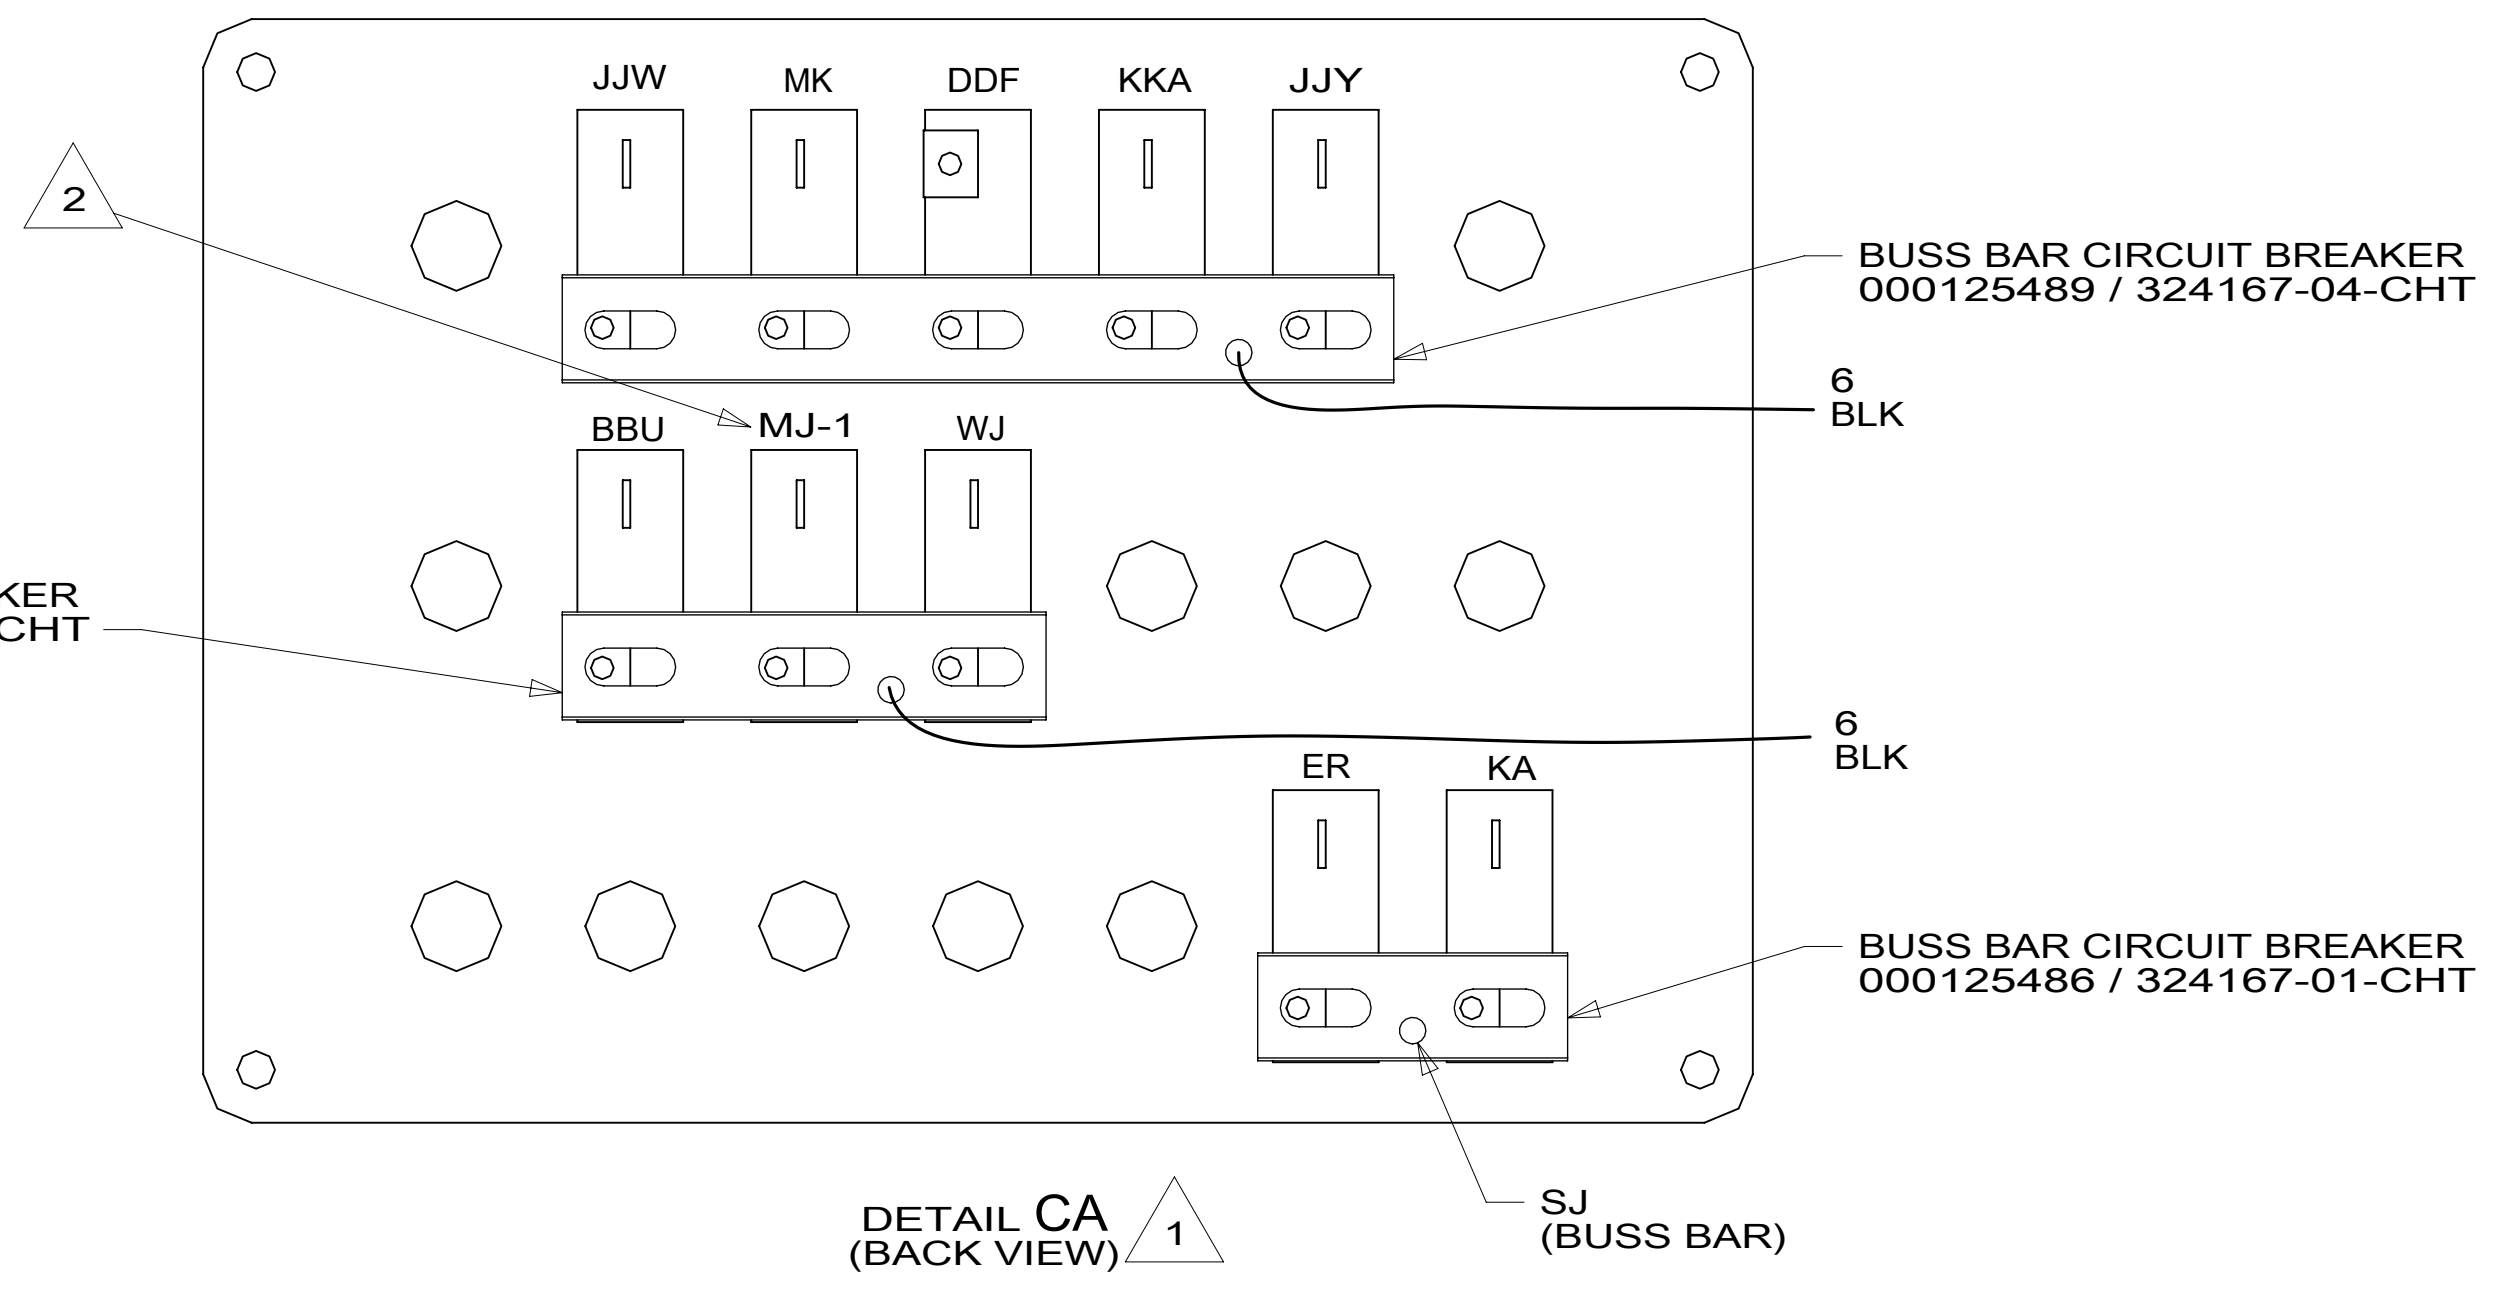 JJW MK DDF KKA JJY
2
BUSS BAR CIRCUIT BREAKER
000125489 / 324167-04-CHT
6
BLK
BBU MJ-1 WJ
KER
CHT
6
BLK
ER KA
BUSS BAR CIRCUIT BREAKER
000125486 / 324167-01-CHT
SJ
(BUSS BAR)
DETAIL CA
(BACK VIEW)
1